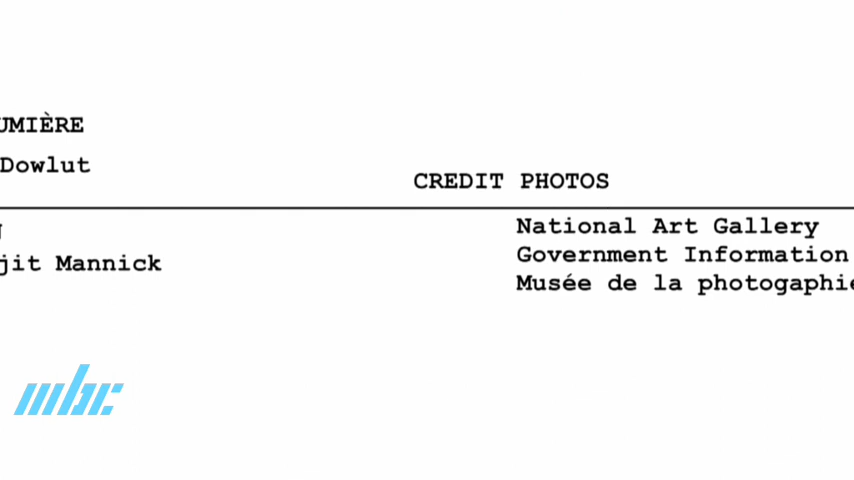 UMIÈRE
Dowlut
CREDIT PHOTOS
jit Mannick
National Art Gallery
Government Information
Musée de la photogaphie
mbc